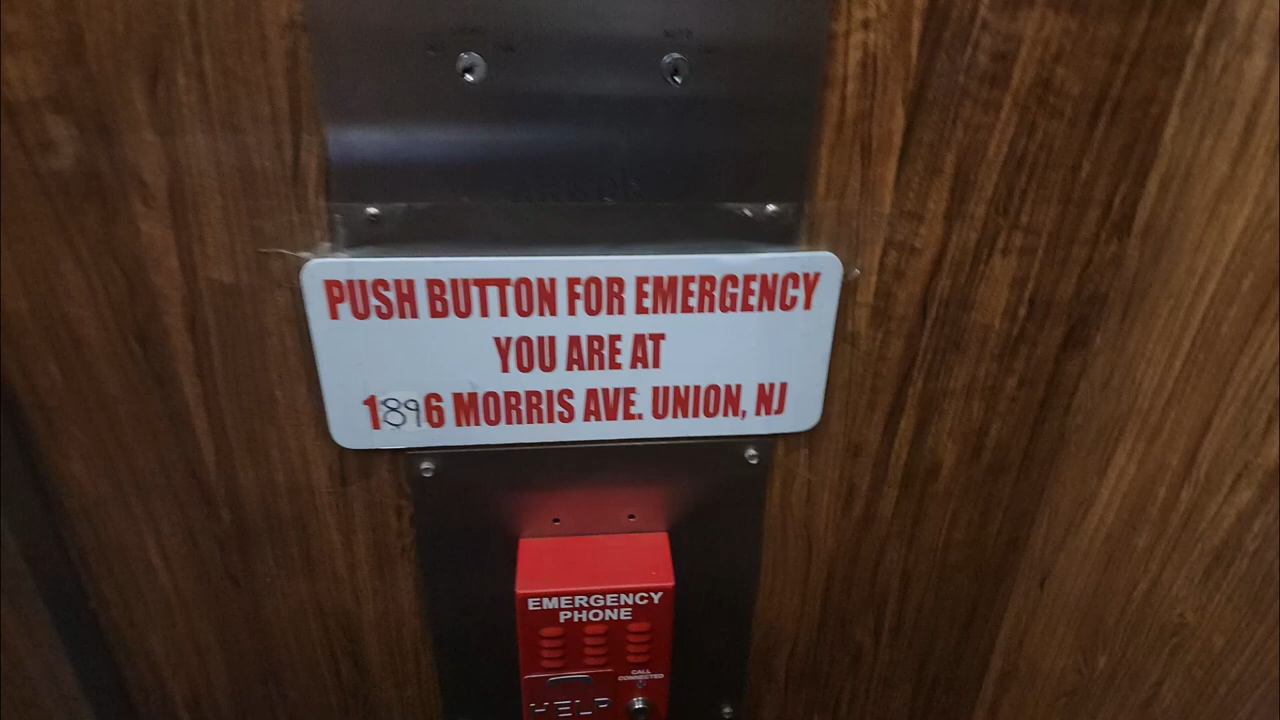 PUSH BUTTON FOR EMERGENCY
YOU ARE AT
1896 MORRIS AVE. UNION, NJ
EMERGENCY
PHONE
CALL
CONNECTED
HELP